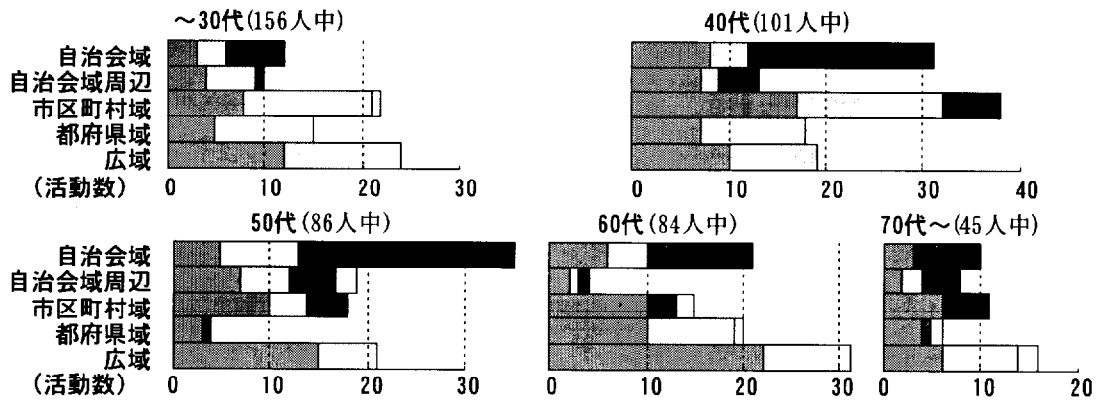 ～30代(156人中)
40代(101人中)
自治会域
自治会域周辺
市区町村域
都府県域
広域
(活動数) 0 10 20 30
0 10 20 30 40
50代(86人中)
60代(84人中)
70代～(45人中)
自治会域
自治会域周辺
市区町村域
都府県域
広域
(活動数) 0 10 20 30
0 10 20 30
0 10 20